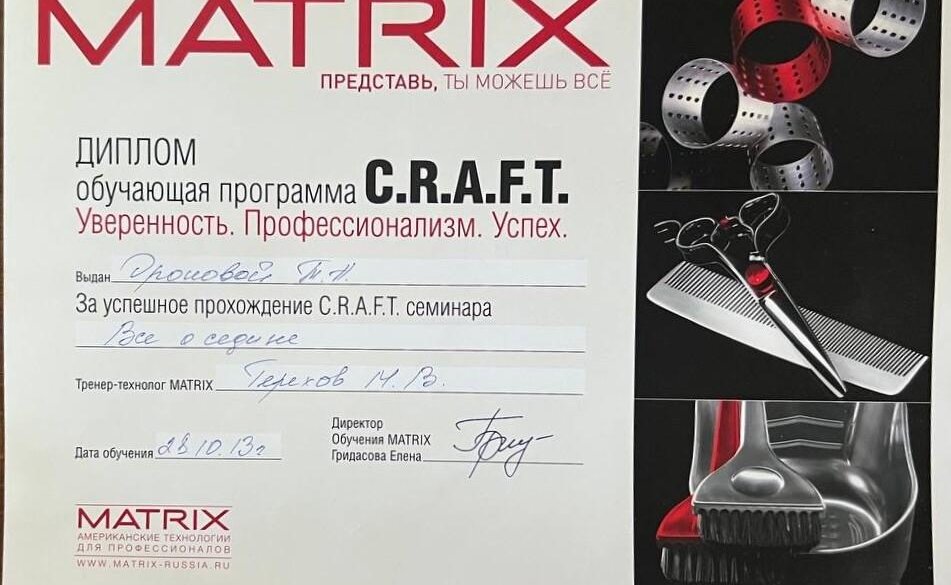 MATRIX
ПРЕДСТАВЬ, ТЫ МОЖЕШЬ ВСЁ
ДИПЛОМ
обучающая программа C.R.A.F.T.
Уверенность. Профессионализм. Успех.
Выдан Дроновой Т.Н.
За успешное прохождение C.R.A.F.T. семинара
Все о седине
Тренер-технолог MATRIX Терехов М.В.
Директор
Обучения MATRIX
Гридасова Елена
Дата обучения 28.10.13г
MATRIX
АМЕРИКАНСКИЕ ТЕХНОЛОГИИ
ДЛЯ ПРОФЕССИОНАЛОВ
WWW.MATRIX-RUSSIA.RU